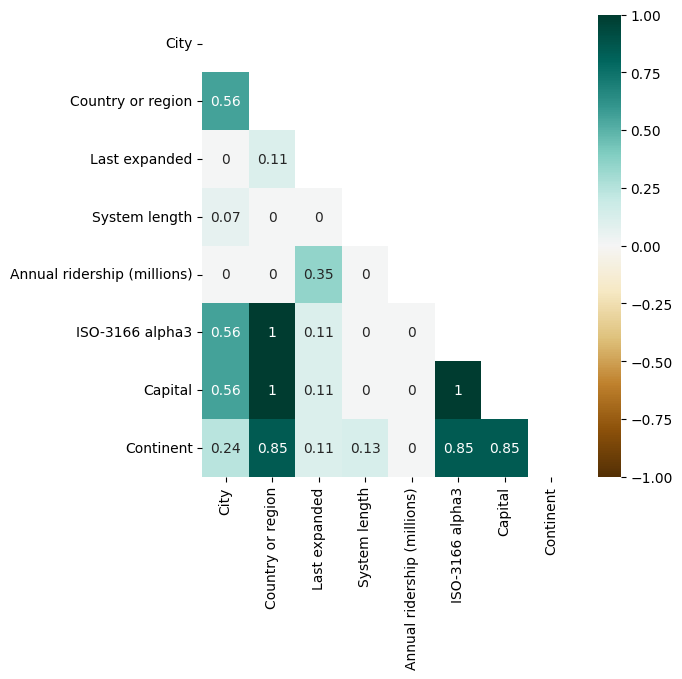 City
Country or region 0.56
Last expanded 0 0.11
System length 0.07 0 0
Annual ridership (millions) 0 0 0.35 0
ISO-3166 alpha3 0.56 1 0.11 0 0
Capital 0.56 1 0.11 0 0 1
Continent 0.24 0.85 0.11 0.13 0 0.85 0.85
City
Country or region
Last expanded
System length
Annual ridership (millions)
ISO-3166 alpha3
Capital
Continent
1.00
0.75
0.50
0.25
0.00
−0.25
−0.50
−0.75
−1.00